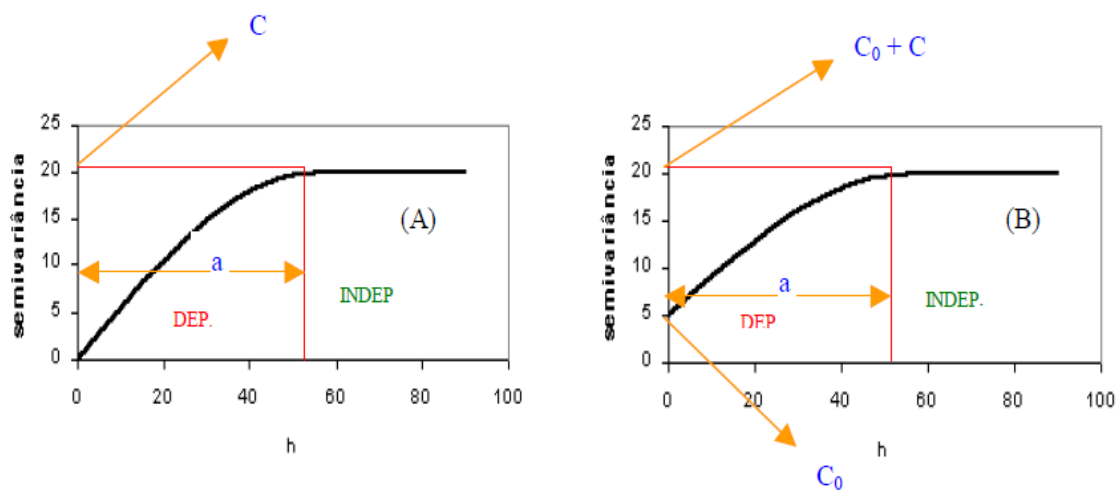 C
25
20
15
10
5
0
semivariância
(A)
a
DEP.
INDEP
0 20 40 60 80 100
h
C₀ + C
25
20
15
10
5
0
semivariância
(B)
a
DEP
INDEP.
0 20 40 60 80 100
h
C₀